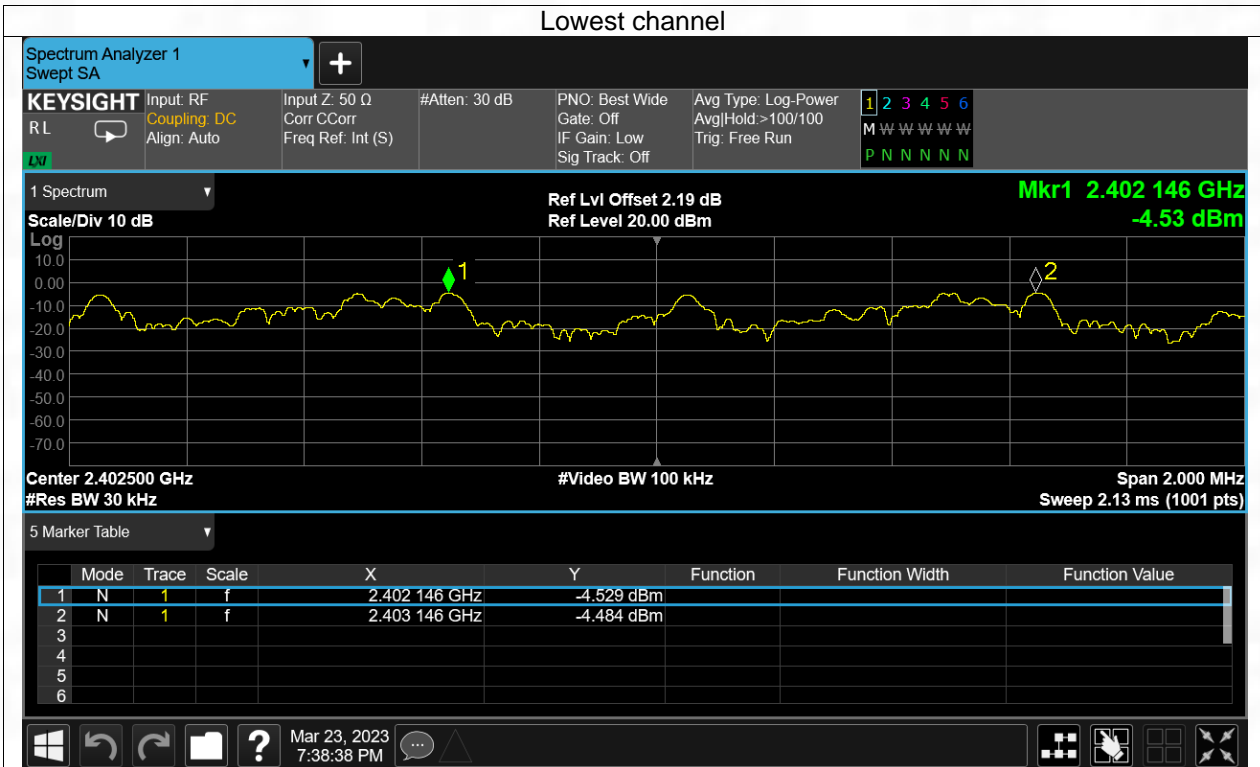 Lowest channel
Spectrum Analyzer 1
Swept SA
KEYSIGHT
RL
LXI
Input: RF
Coupling: DC
Align: Auto
Input Z: 50 Ω
Corr CCorr
Freq Ref: Int (S)
#Atten: 30 dB
PNO: Best Wide
Gate: Off
IF Gain: Low
Sig Track: Off
Avg Type: Log-Power
Avg|Hold:>100/100
Trig: Free Run
1 2 3 4 5 6
M W W W W W
P N N N N N
1 Spectrum
Scale/Div 10 dB
Ref Lvl Offset 2.19 dB
Ref Level 20.00 dBm
Mkr1 2.402 146 GHz
-4.53 dBm
Log
10.0
0.00
-10.0
-20.0
-30.0
-40.0
-50.0
-60.0
-70.0
1
2
Center 2.402500 GHz
#Video BW 100 kHz
Span 2.000 MHz
#Res BW 30 kHz
Sweep 2.13 ms (1001 pts)
5 Marker Table
Mode Trace Scale X Y Function Function Width Function Value
1 N 1 f 2.402 146 GHz -4.529 dBm
2 N 1 f 2.403 146 GHz -4.484 dBm
3
4
5
6
?
Mar 23, 2023
7:38:38 PM